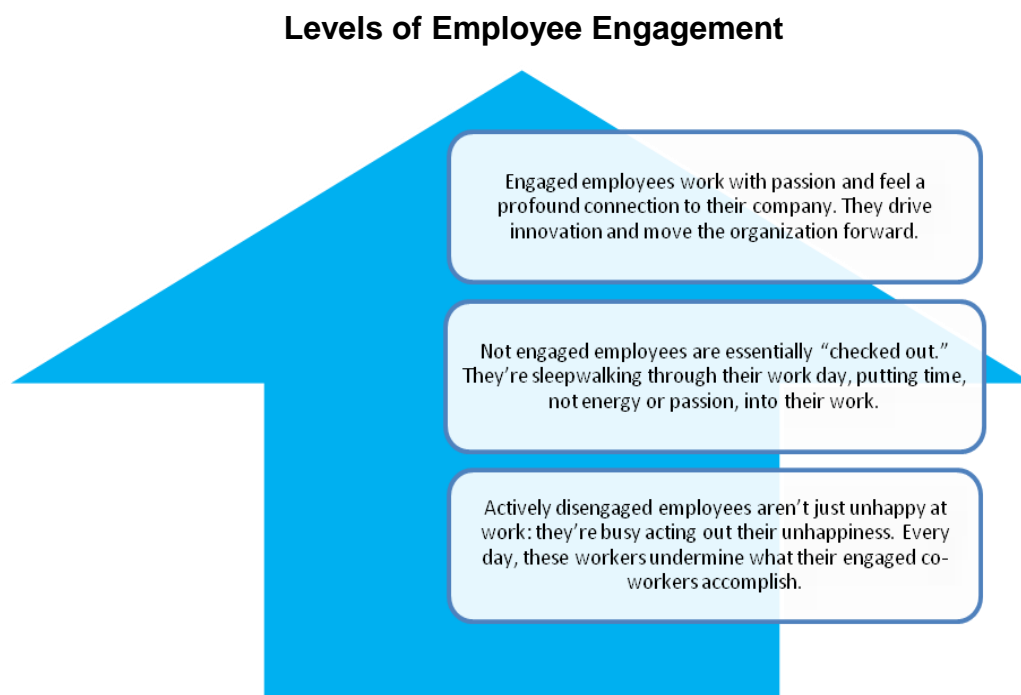 Levels of Employee Engagement
Engaged employees work with passion and feel a
profound connection to their company. They drive
innovation and move the organization forward.
Not engaged employees are essentially “checked out.”
They’re sleepwalking through their work day, putting time,
not energy or passion, into their work.
Actively disengaged employees aren’t just unhappy at
work: they’re busy acting out their unhappiness. Every
day, these workers undermine what their engaged co-
workers accomplish.